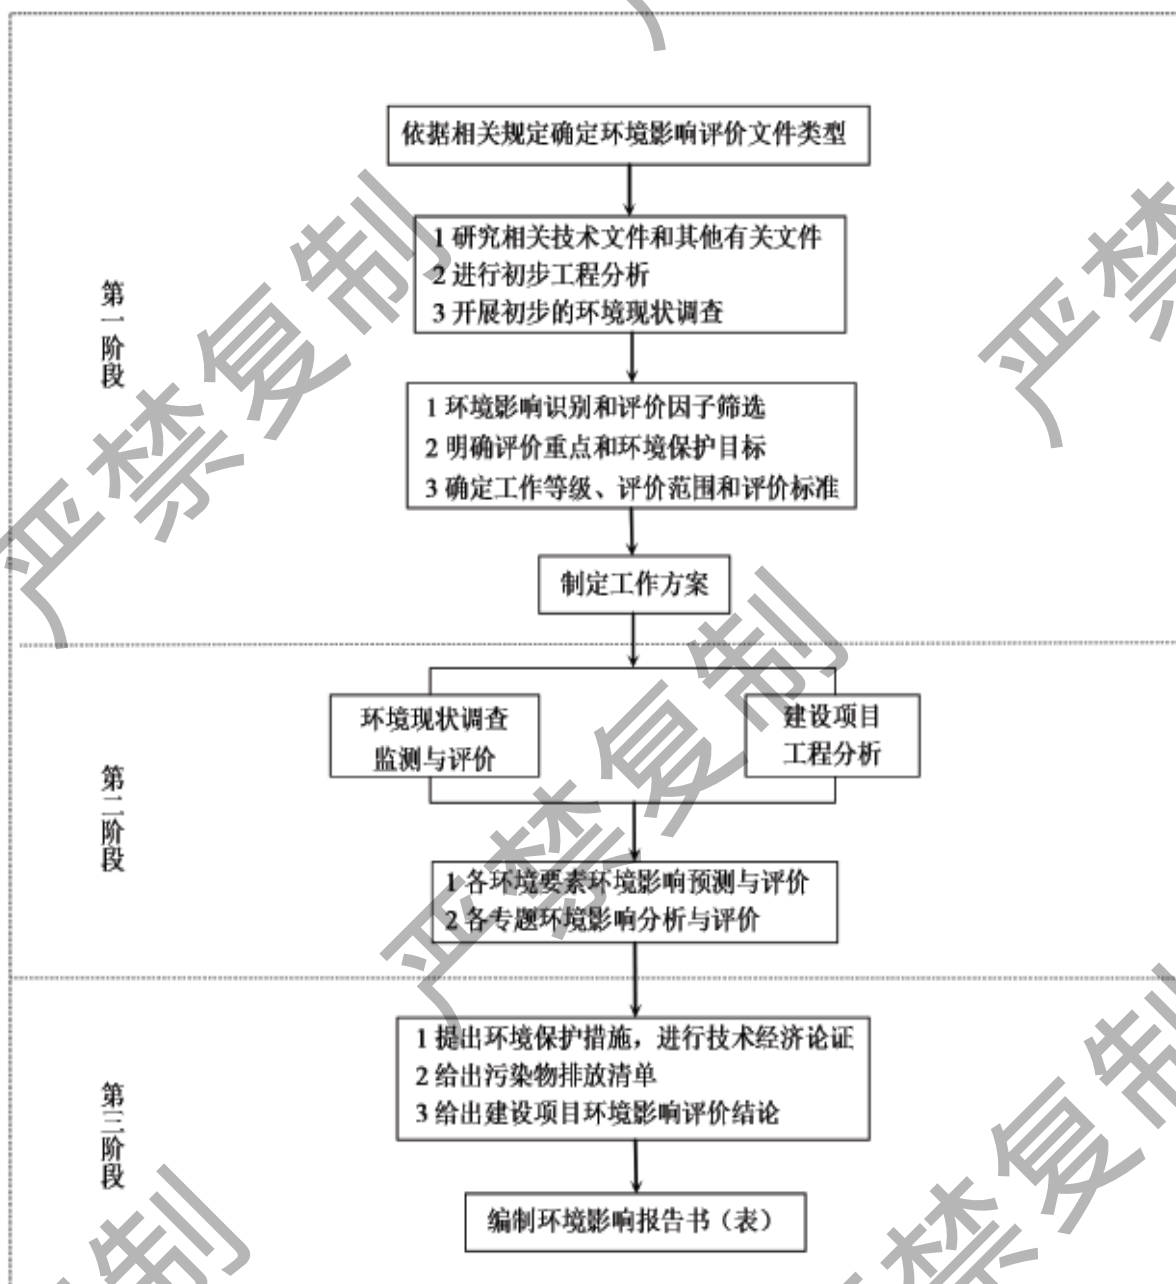 依据相关规定确定环境影响评价文件类型
1 研究相关技术文件和其他有关文件
2 进行初步工程分析
3 开展初步的环境现状调查
第一阶段
1 环境影响识别和评价因子筛选
2 明确评价重点和环境保护目标
3 确定工作等级、评价范围和评价标准
制定工作方案
环境现状调查
监测与评价
建设项目
工程分析
第二阶段
1 各环境要素环境影响预测与评价
2 各专题环境影响分析与评价
1 提出环境保护措施，进行技术经济论证
2 给出污染物排放清单
3 给出建设项目环境影响评价结论
第三阶段
编制环境影响报告书（表）
严禁复制
严禁
严禁复制
严禁复制
制